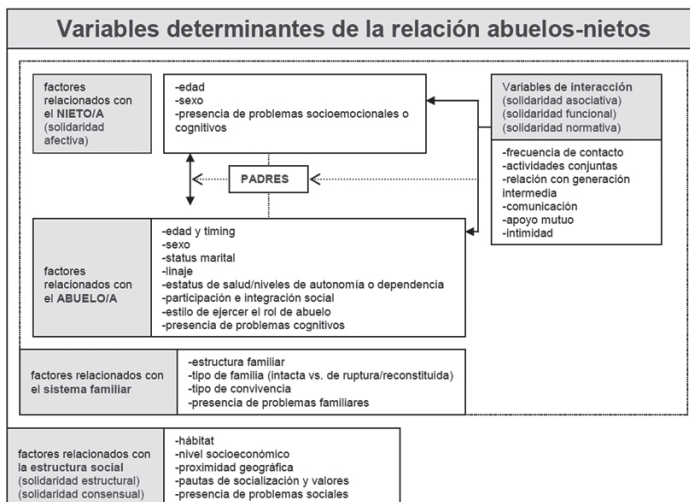 Variables determinantes de la relación abuelos-nietos
factores
relacionados con
el NIETO/A
(solidaridad
afectiva)
-edad
-sexo
-presencia de problemas socioemocionales o
cognitivos
Variables de interacción
(solidaridad asociativa)
(solidaridad funcional)
(solidaridad normativa)
-frecuencia de contacto
-actividades conjuntas
-relación con generación
intermedia
-comunicación
-apoyo mutuo
-intimidad
PADRES
factores
relacionados con
el ABUELO/A
-edad y timing
-sexo
-status marital
-linaje
-estatus de salud/niveles de autonomía o dependencia
-participación e integración social
-estilo de ejercer el rol de abuelo
-presencia de problemas cognitivos
factores relacionados con
el sistema familiar
-estructura familiar
-tipo de familia (intacta vs. de ruptura/reconstituida)
-tipo de convivencia
-presencia de problemas familiares
factores relacionados con
la estructura social
(solidaridad estructural)
(solidaridad consensual)
-hábitat
-nivel socioeconómico
-proximidad geográfica
-pautas de socialización y valores
-presencia de problemas sociales